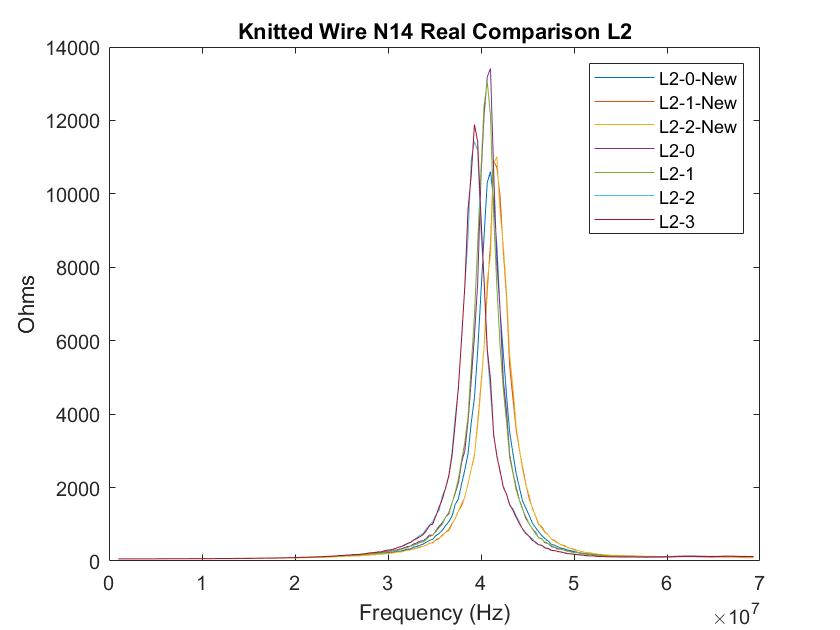 Knitted Wire N14 Real Comparison L2
14000
12000
10000
8000
6000
4000
2000
0
Ohms
L2-0-New
L2-1-New
L2-2-New
L2-0
L2-1
L2-2
L2-3
0 1 2 3 4 5 6 7
Frequency (Hz)
×10⁷